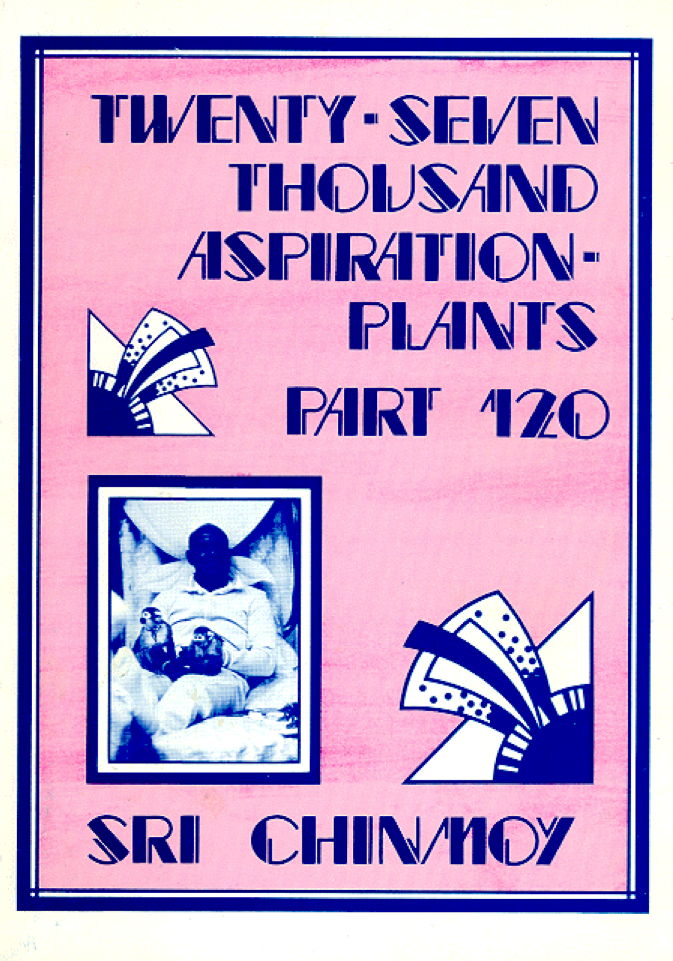 TWENTY-SEVEN
THOUSAND
ASPIRATION-
PLANTS
PART 120
SRI CHINMOY